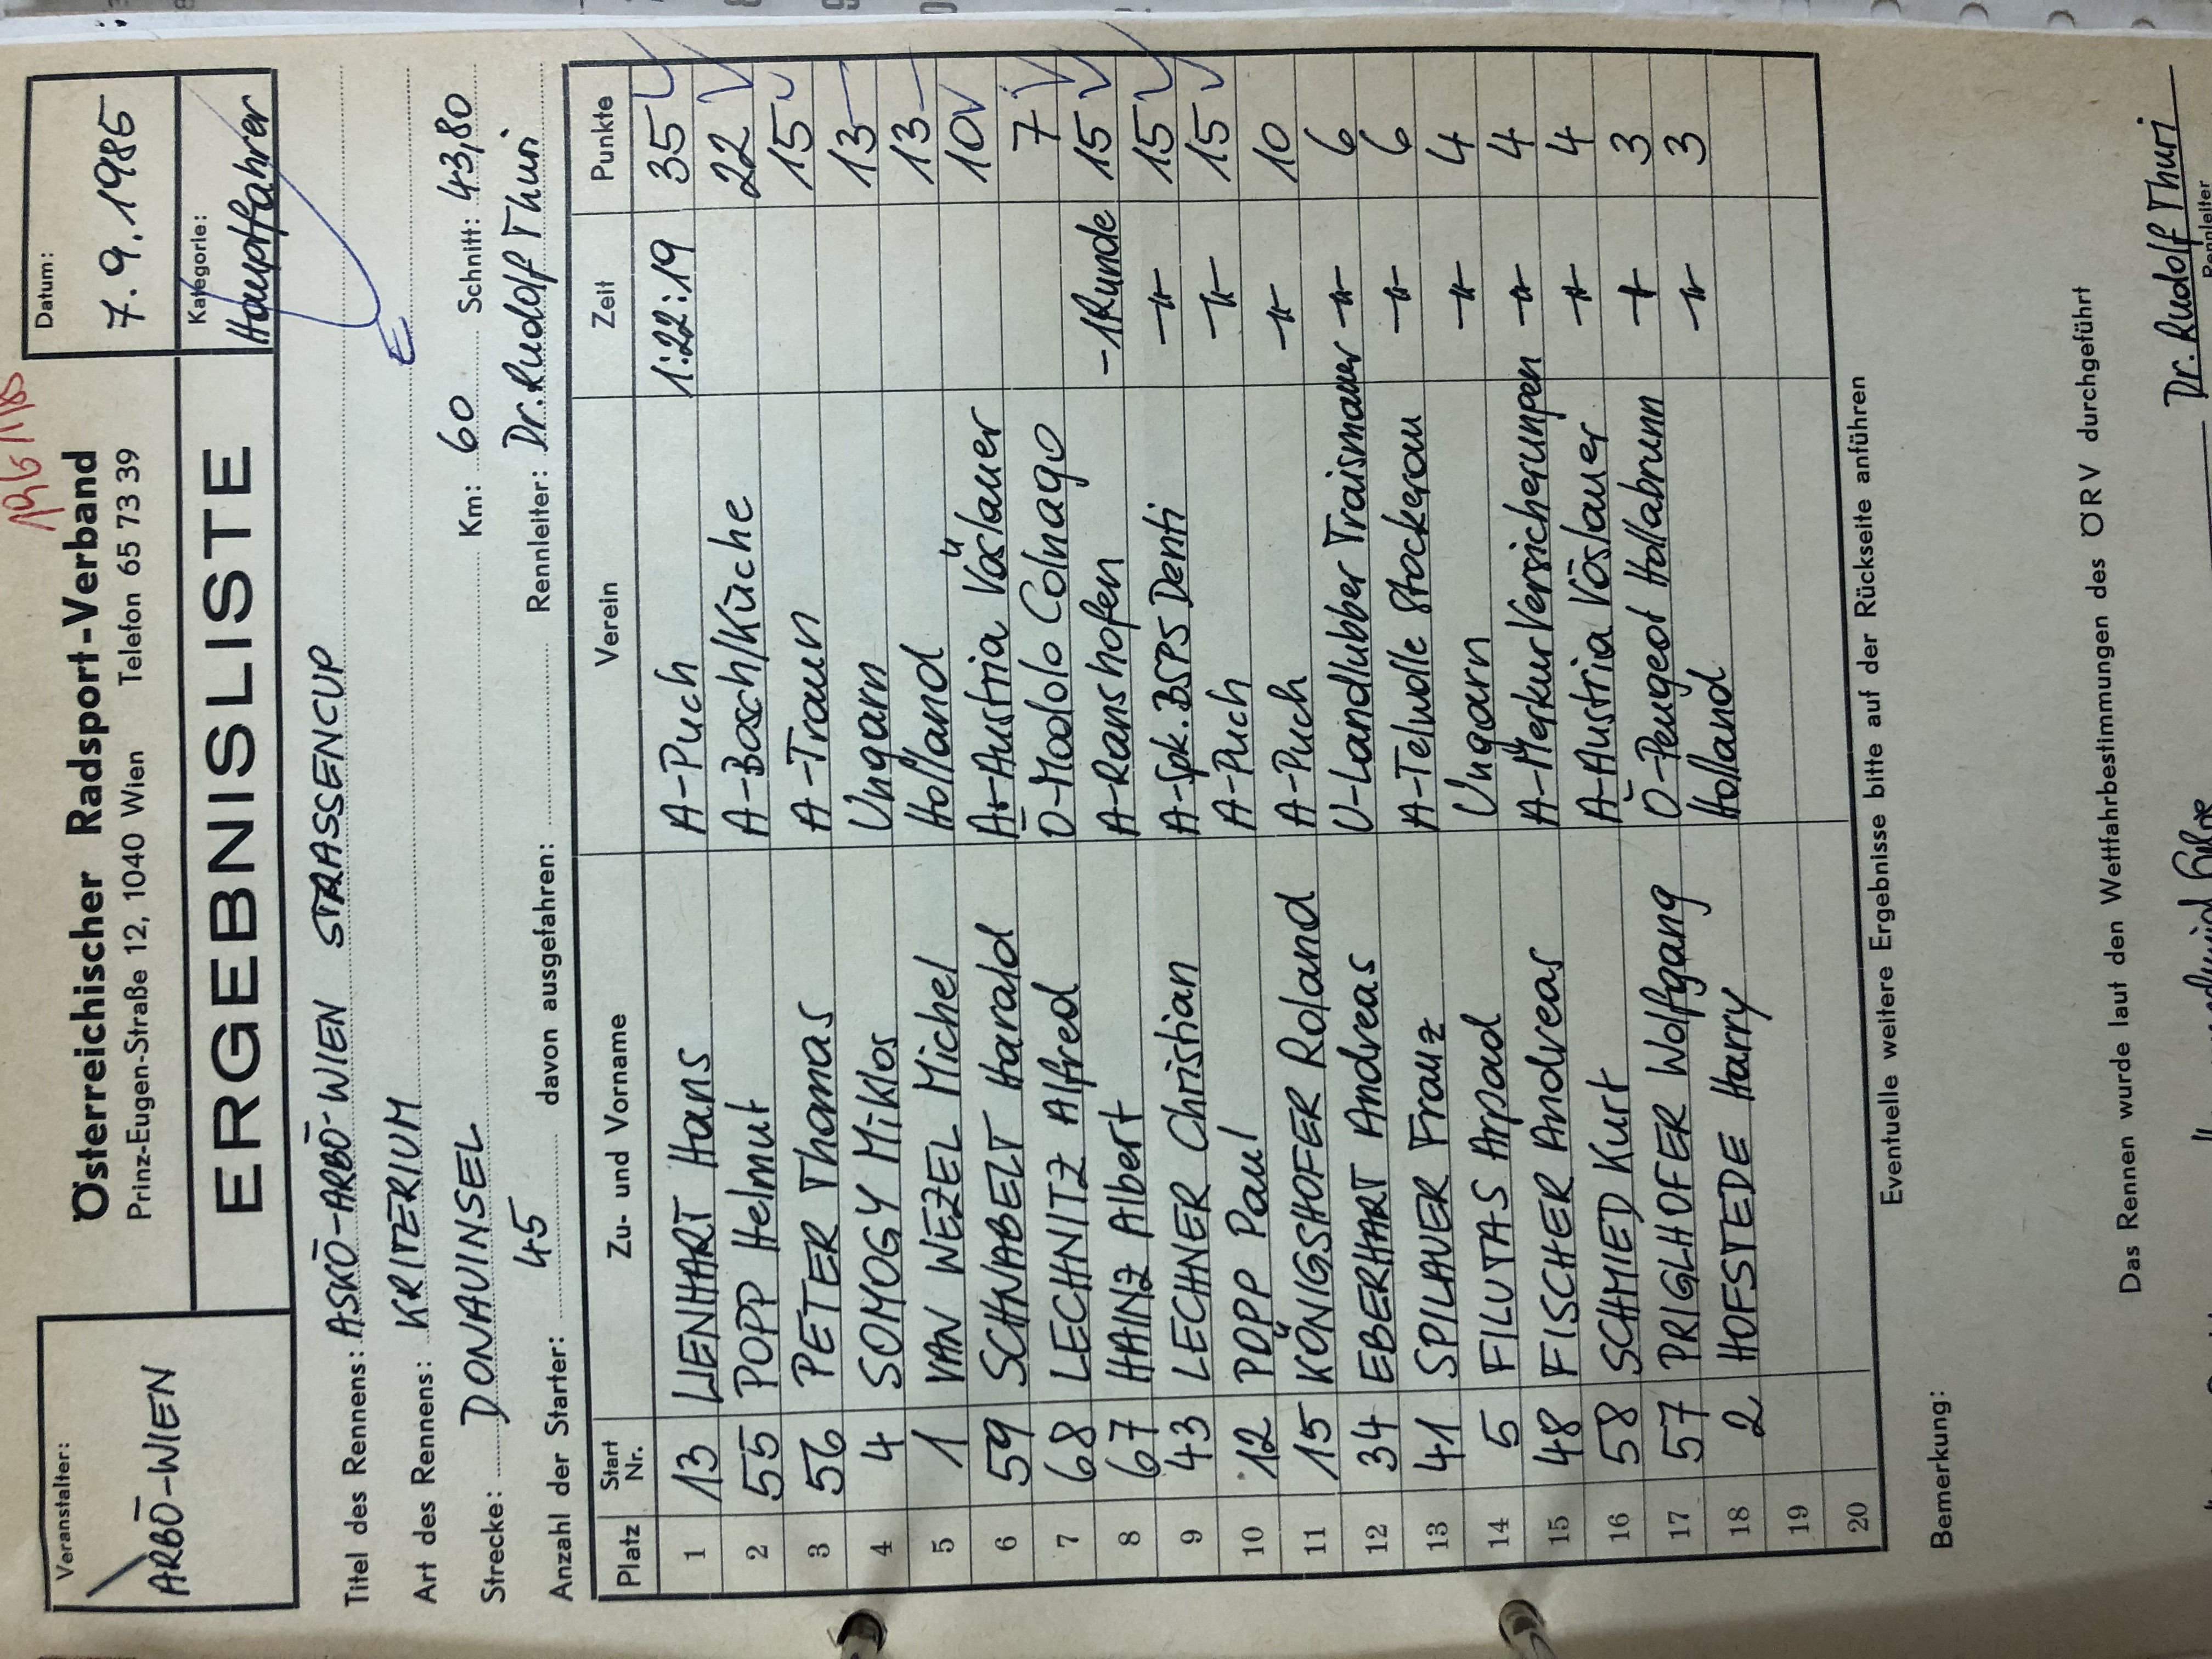 196/1/85
Veranstalter:
ARBÖ-WIEN
Österreichischer Radsport-Verband
Prinz-Eugen-Straße 12, 1040 Wien Telefon 65 73 39
ERGEBNISLISTE
Datum:
7.9.1985
Kategorie:
Hauptfahrer
Titel des Rennens: ASKÖ-ARBÖ-WIEN STRASSENCUP
Art des Rennens: KRITERIUM
Strecke: DONAUINSEL Km: 60 Schnitt: 43,80
Anzahl der Starter: 45 davon ausgefahren: Rennleiter: Dr. Rudolf Thuri
Platz Start Nr. Zu- und Vorname Verein Zeit Punkte
1 13 LIENHART Hans A-Puch 1:22:19 35
2 55 POPP Helmut A-Bosch/Küche 22
3 56 PETER Thomas A-Traun 15
4 4 SOMOGY Miklos Ungarn 13
5 1 VAN WEZEL Michel Holland 13
6 59 SCHNABELT Harald A-Austria Vöslauer 10
7 68 LECHNITZ Alfred Ö-Modolo Colnago 7
8 67 HAINZ Albert A-Ranshofen -1 Runde 15
9 43 LECHNER Christian A-Spk. BSPS Denti -"- 15
10 12 POPP Paul A-Puch -"- 15
11 15 KÖNIGSHOFER Roland A-Puch -"- 10
12 34 EBERHART Andreas U-Landlubber Traismauer -"- 6
13 41 SPILAUER Franz A-Telwolle Stockerau -"- 6
14 5 FILUTAS Arpad Ungarn -"- 4
15 48 FISCHER Andreas A-Merkur Versicherungen -"- 4
16 58 SCHMIED Kurt A-Austria Vöslauer -"- 4
17 57 PRIGLHOFER Wolfgang Ö-Peugeot Hollabrunn -"- 3
18 2 HOFSTEDE Harry Holland -"- 3
19
20
Eventuelle weitere Ergebnisse bitte auf der Rückseite anführen
Bemerkung:
Das Rennen wurde laut den Wettfahrbestimmungen des ÖRV durchgeführt
Dr. Rudolf Thuri
Rennleiter